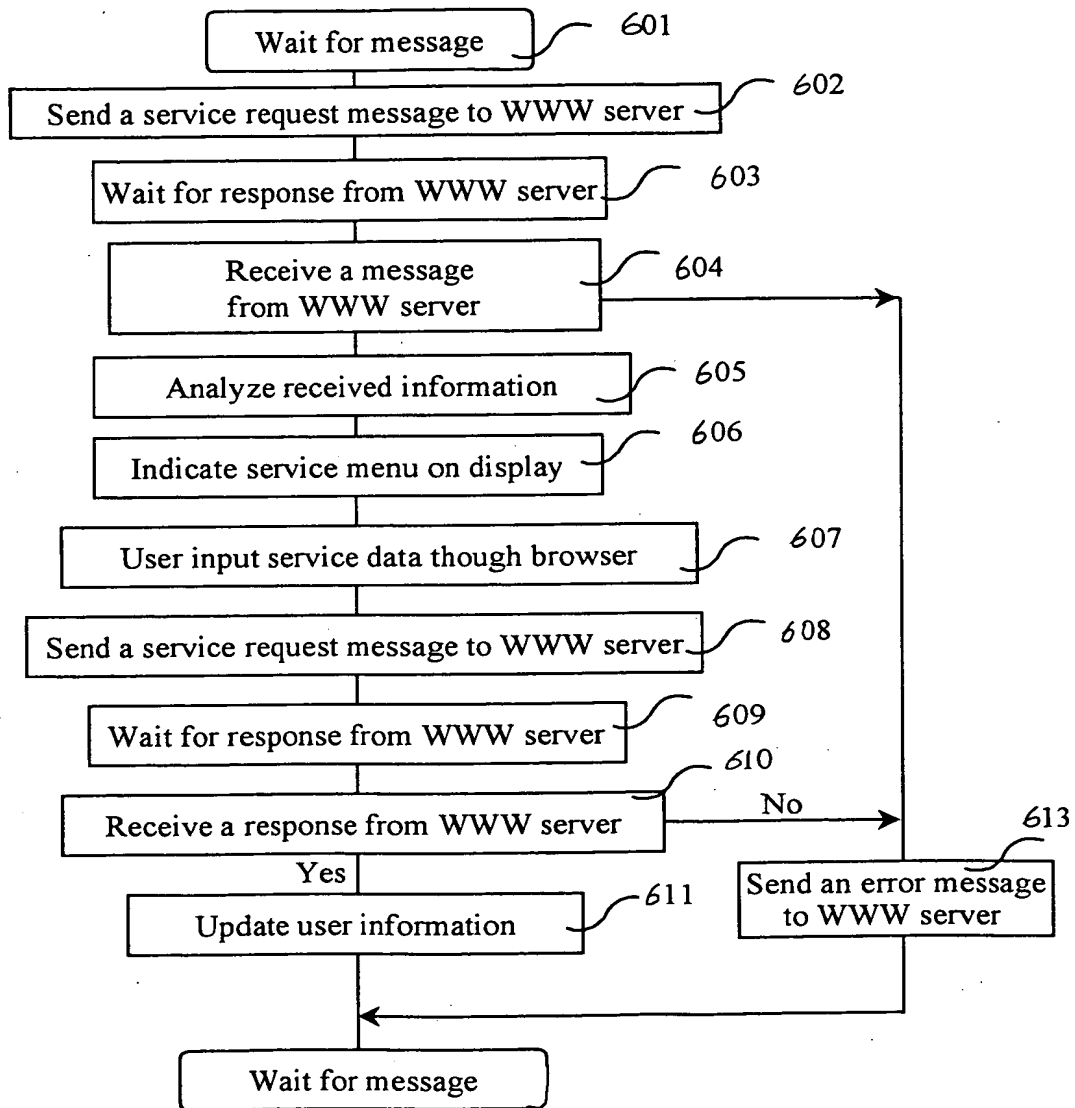 Wait for message
601
Send a service request message to WWW server
602
Wait for response from WWW server
603
Receive a message
from WWW server
604
Analyze received information
605
Indicate service menu on display
606
User input service data though browser
607
Send a service request message to WWW server
608
Wait for response from WWW server
609
Receive a response from WWW server
610
No
Yes
613
Send an error message
to WWW server
Update user information
611
Wait for message